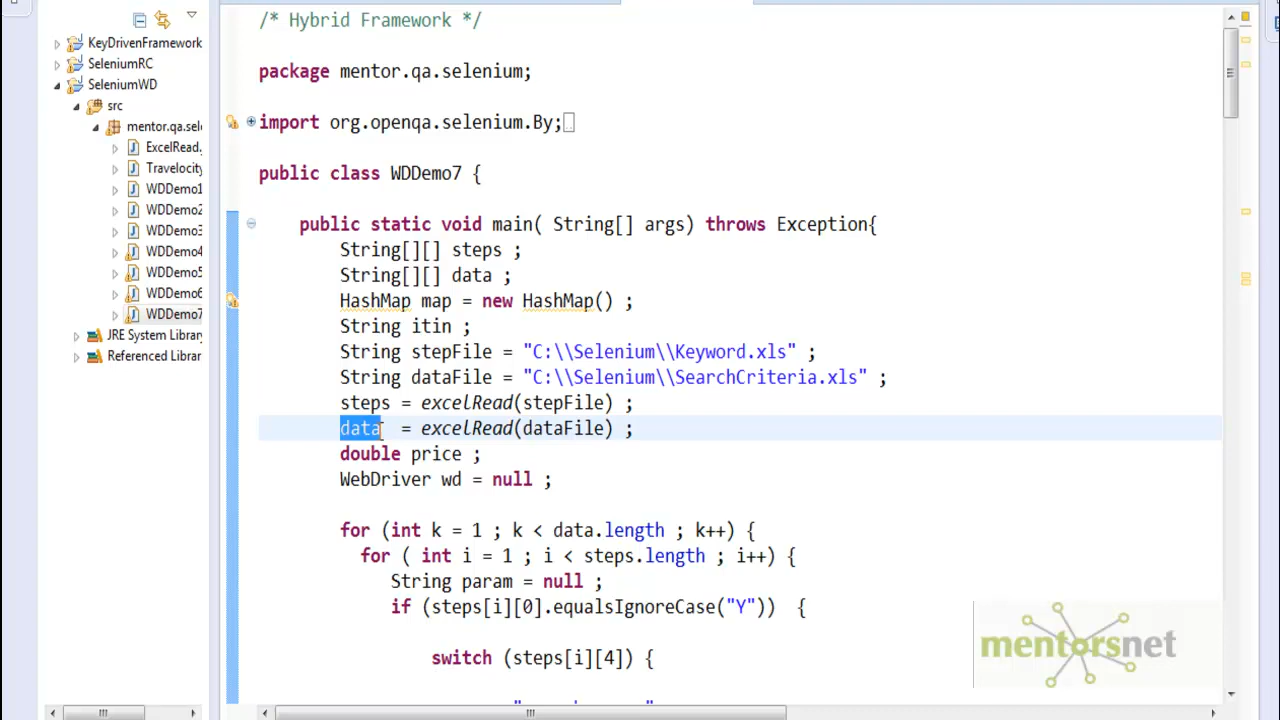 KeyDrivenFramework
SeleniumRC
SeleniumWD
src
mentor.qa.sel
ExcelRead.
Travelocity
WDDemo1
WDDemo2
WDDemo3
WDDemo4
WDDemo5
WDDemo6
WDDemo7
JRE System Library
Referenced Librar
/* Hybrid Framework */
package mentor.qa.selenium;
import org.openqa.selenium.By;
public class WDDemo7 {
public static void main( String[] args) throws Exception{
String[][] steps ;
String[][] data ;
HashMap map = new HashMap() ;
String itin ;
String stepFile = "C:\\Selenium\\Keyword.xls" ;
String dataFile = "C:\\Selenium\\SearchCriteria.xls" ;
steps = excelRead(stepFile) ;
data = excelRead(dataFile) ;
double price ;
WebDriver wd = null ;
for (int k = 1 ; k < data.length ; k++) {
for ( int i = 1 ; i < steps.length ; i++) {
String param = null ;
if (steps[i][0].equalsIgnoreCase("Y")) {
switch (steps[i][4]) {
mentorsnet